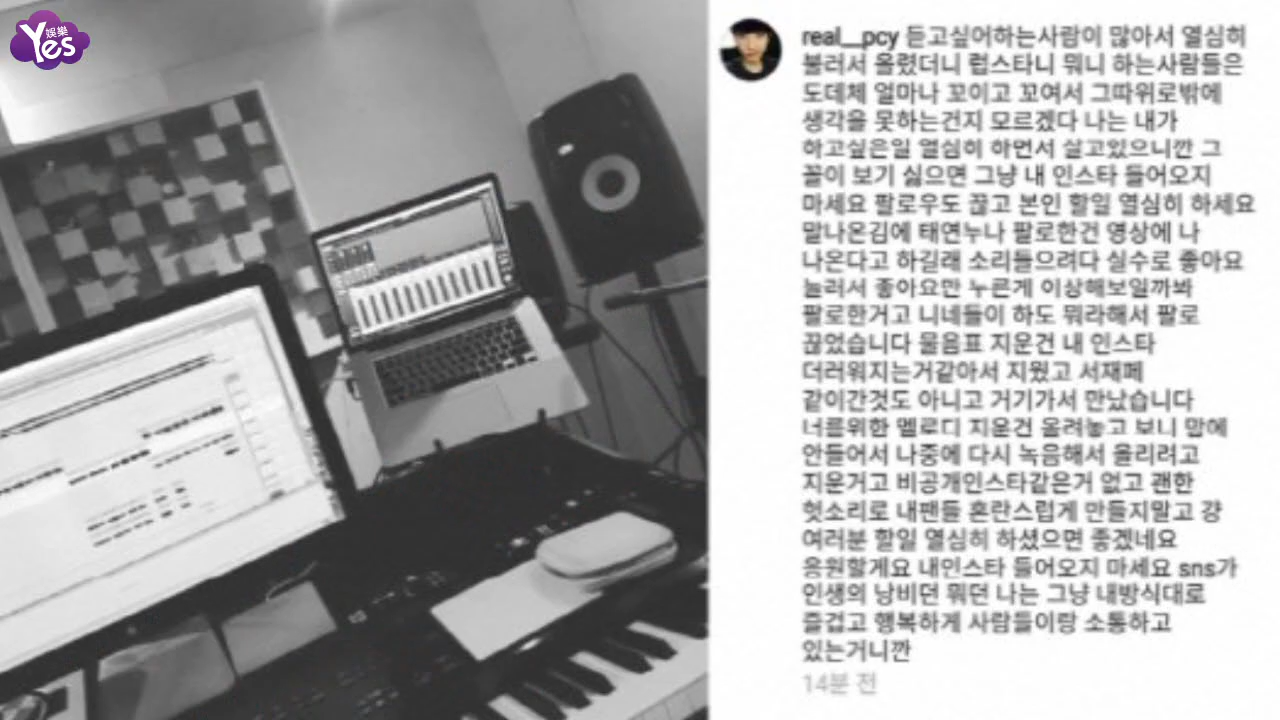 娛樂
Yes
real__pcy 듣고싶어하는사람이 많아서 열심히
불러서 올렸더니 럽스타니 뭐니 하는사람들은
도데체 얼마나 꼬이고 꼬여서 그따위로밖에
생각을 못하는건지 모르겠다 나는 내가
하고싶은일 열심히 하면서 살고있으니깐 그
꼴이 보기 싫으면 그냥 내 인스타 들어오지
마세요 팔로우도 끊고 본인 할일 열심히 하세요
말나온김에 태연누나 팔로한건 영상에 나
나온다고 하길래 소리들으려다 실수로 좋아요
눌러서 좋아요만 누른게 이상해보일까봐
팔로한거고 니네들이 하도 뭐라해서 팔로
끊었습니다 물음표 지운건 내 인스타
더러워지는거같아서 지웠고 서재페
같이간것도 아니고 거기가서 만났습니다
너를위한 멜로디 지운건 올려놓고 보니 맘에
안들어서 나중에 다시 녹음해서 올리려고
지운거고 비공개인스타같은거 없고 괜한
헛소리로 내팬들 혼란스럽게 만들지말고 걍
여러분 할일 열심히 하셨으면 좋겠네요
응원할게요 내인스타 들어오지 마세요 sns가
인생의 낭비던 뭐던 나는 그냥 내방식대로
즐겁고 행복하게 사람들이랑 소통하고
있는거니깐
14분 전